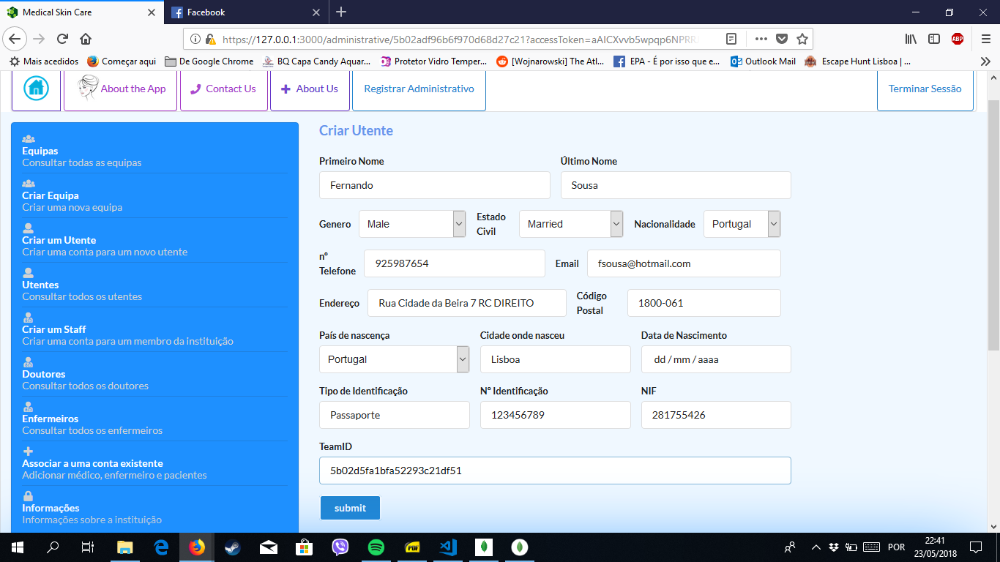 Medical Skin Care
Facebook
https://127.0.0.1:3000/administrative/5b02adf96b6f970d68d27c21?accessToken=aAICXvvb5wpqp6NPRR
ABP
Mais acedidos
Começar aqui
De Google Chrome
BQ Capa Candy Aquar...
Protetor Vidro Temper...
[Wojnarowski] The Atl...
EPA - É por isso que e...
Outlook Mail
Escape Hunt Lisboa | ...
About the App
Contact Us
About Us
Registrar Administrativo
Terminar Sessão
Equipas
Consultar todas as equipas
Criar Equipa
Criar uma nova equipa
Criar um Utente
Criar uma conta para um novo utente
Utentes
Consultar todos os utentes
Criar um Staff
Criar uma conta para um membro da instituição
Doutores
Consultar todos os doutores
Enfermeiros
Consultar todos os enfermeiros
Associar a uma conta existente
Adicionar médico, enfermeiro e pacientes
Informações
Informações sobre a instituição
Criar Utente
Primeiro Nome
Último Nome
Fernando
Sousa
Genero
Male
Estado
Civil
Married
Nacionalidade
Portugal
nº
Telefone
925987654
Email
fsousa@hotmail.com
Endereço
Rua Cidade da Beira 7 RC DIREITO
Código
Postal
1800-061
País de nascença
Cidade onde nasceu
Data de Nascimento
Portugal
Lisboa
dd / mm / aaaa
Tipo de Identificação
Nº Identificação
NIF
Passaporte
123456789
281755426
TeamID
5b02d5fa1bfa52293c21df51
submit
PDF
POR
22:41
23/05/2018